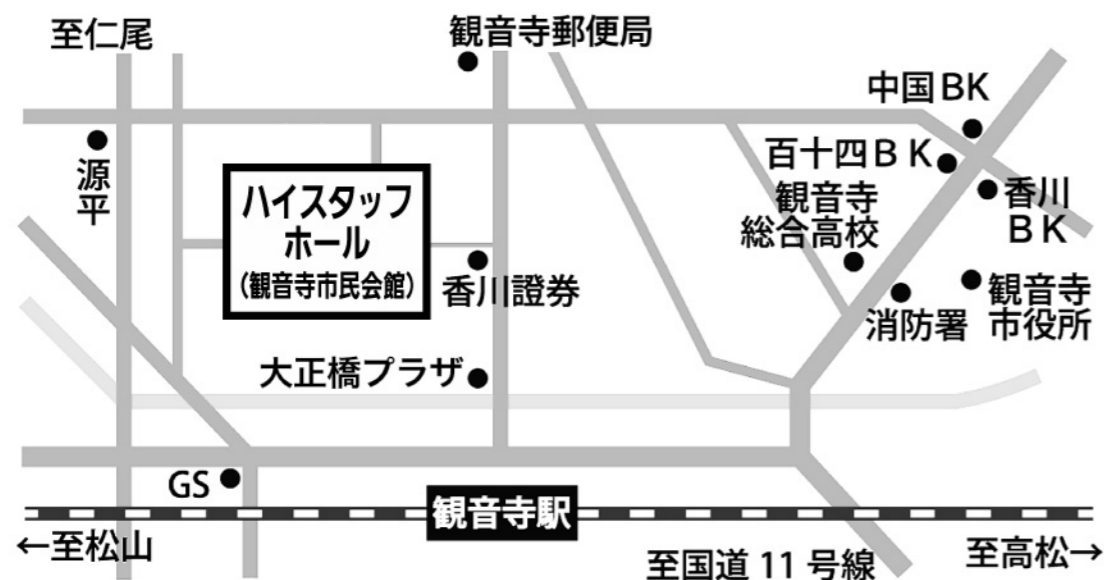 至仁尾
観音寺郵便局
中国BK
源平
百十四BK
ハイスタッフ
ホール
(観音寺市民会館)
観音寺
総合高校
香川
BK
香川證券
消防署
観音寺
市役所
大正橋プラザ
GS
観音寺駅
←至松山
至国道11号線
至高松→